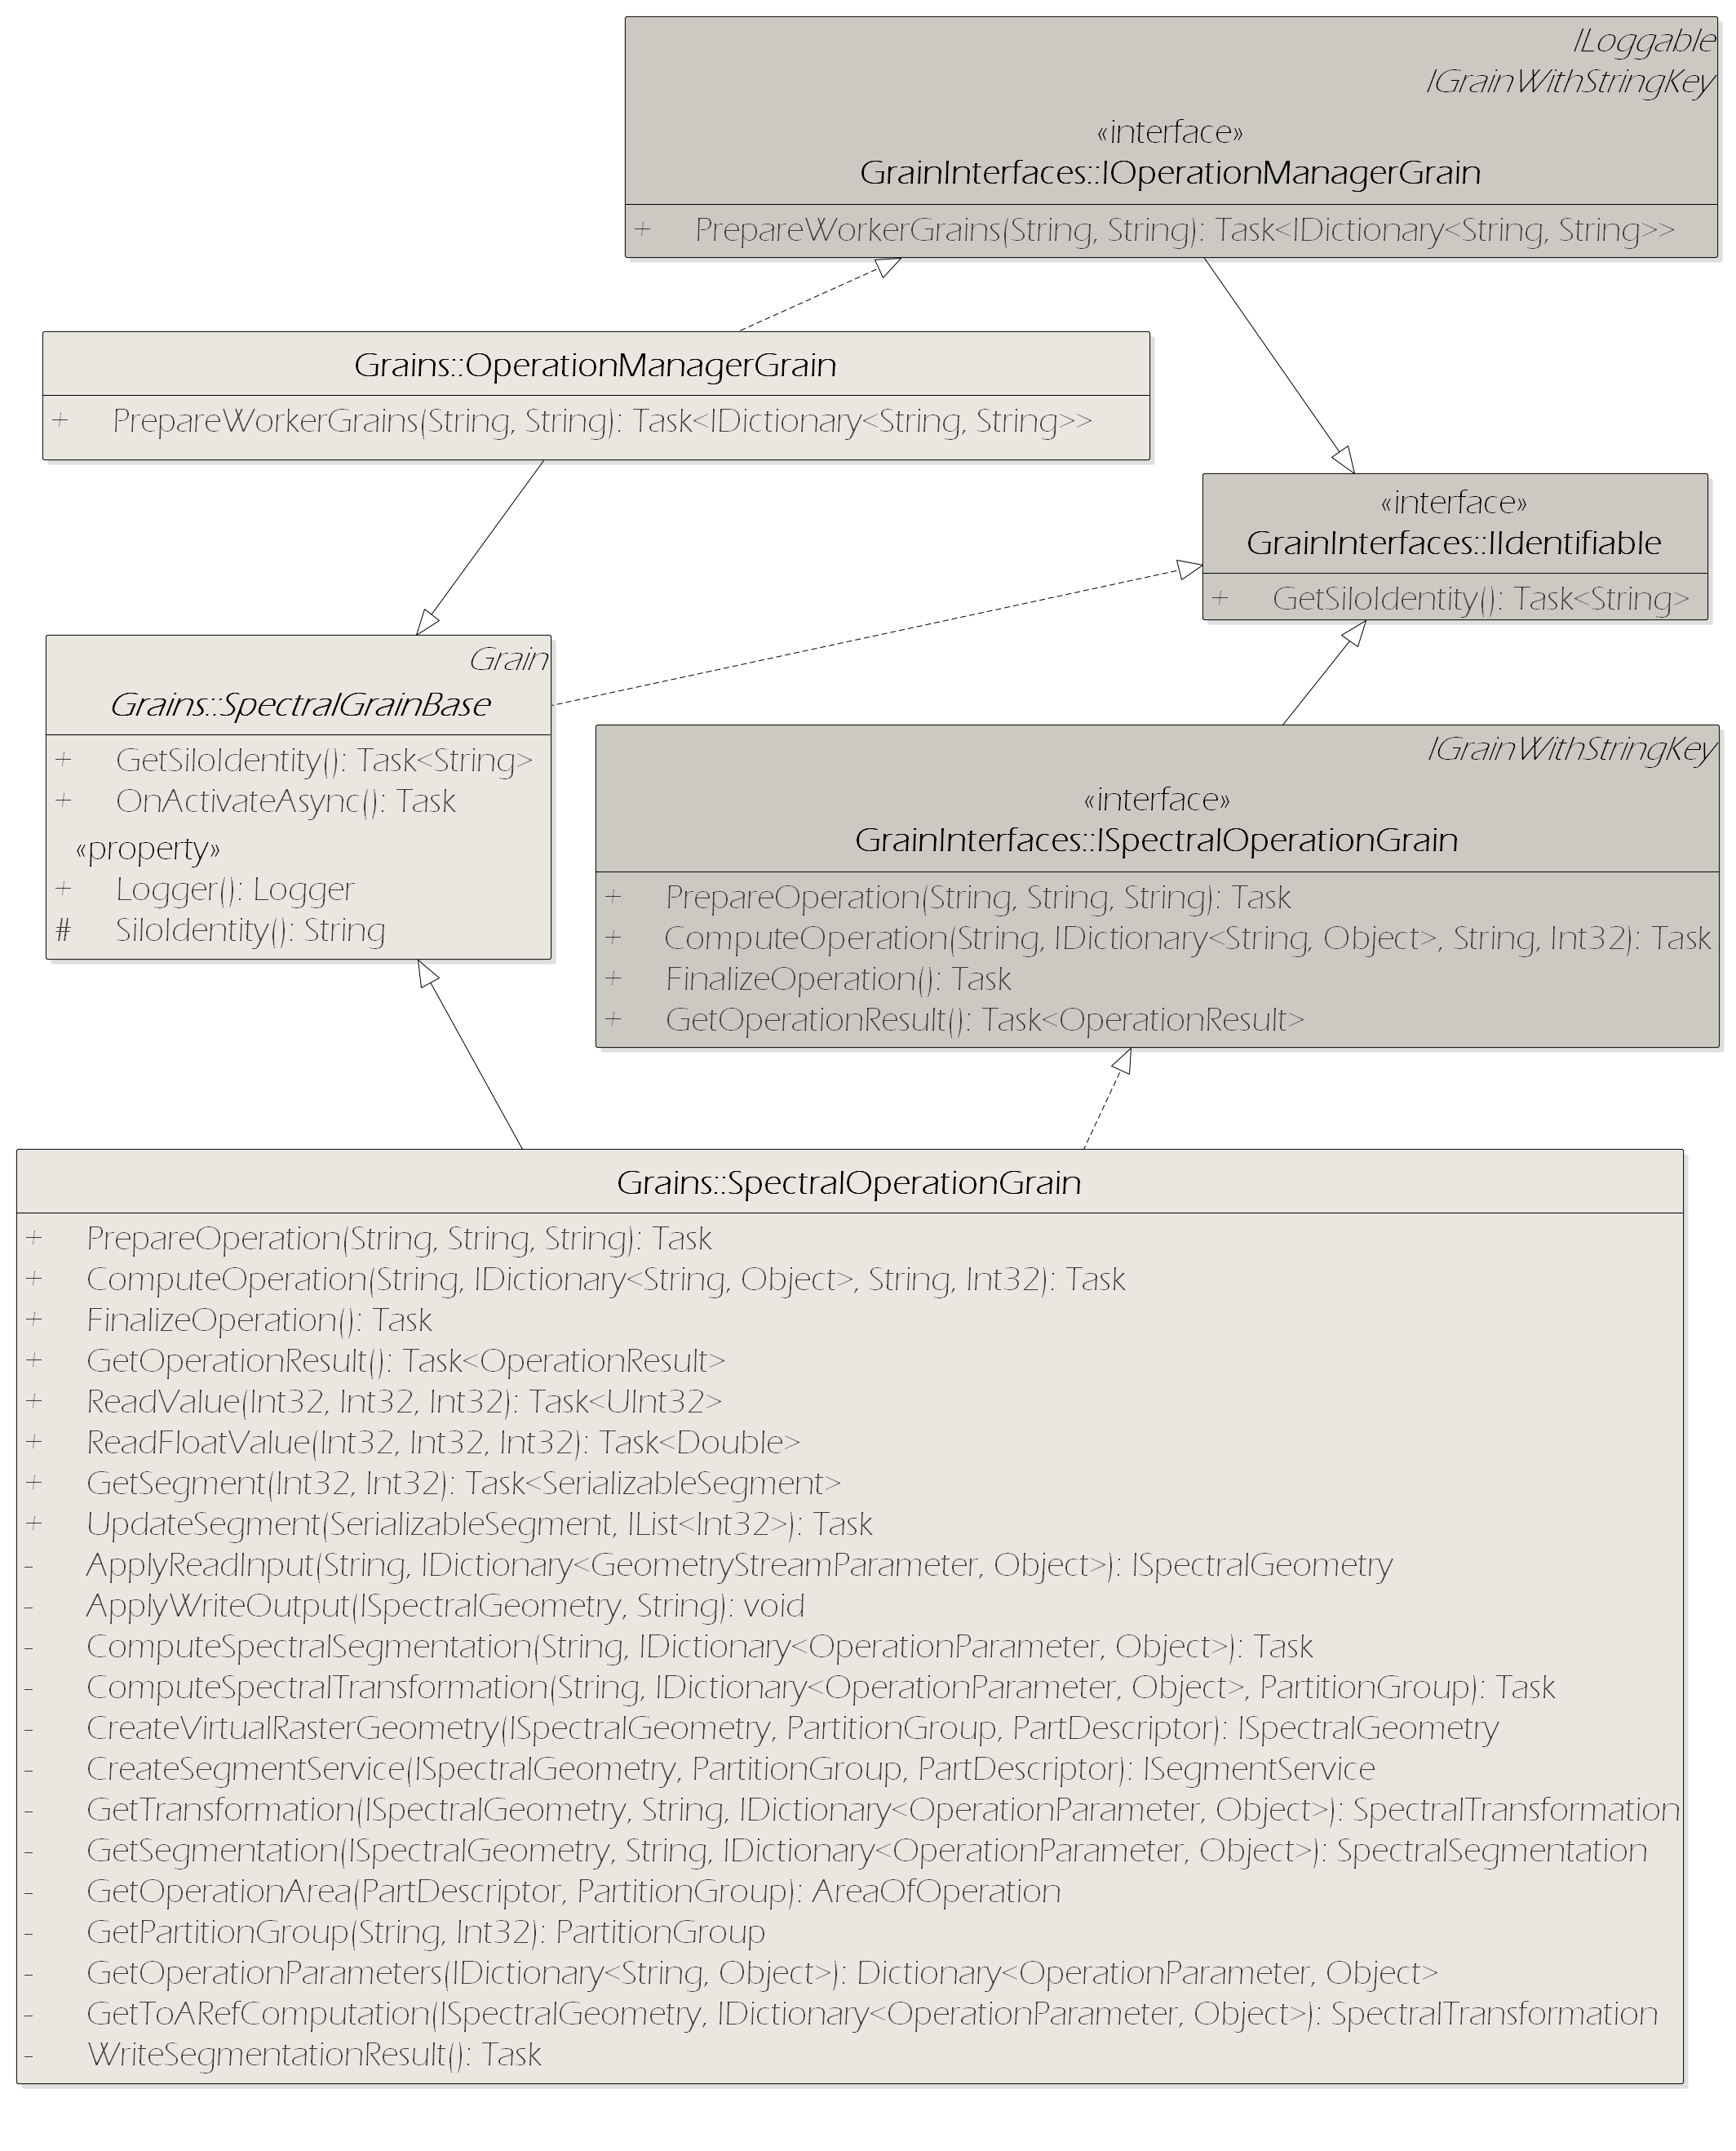 ILoggable
IGrainWithStringKey
«interface»
GrainInterfaces::IOperationManagerGrain
+ PrepareWorkerGrains(String, String): Task<IDictionary<String, String>>
Grains::OperationManagerGrain
+ PrepareWorkerGrains(String, String): Task<IDictionary<String, String>>
«interface»
GrainInterfaces::IIdentifiable
+ GetSiloIdentity(): Task<String>
Grain
Grains::SpectralGrainBase
+ GetSiloIdentity(): Task<String>
+ OnActivateAsync(): Task
«property»
+ Logger(): Logger
# SiloIdentity(): String
IGrainWithStringKey
«interface»
GrainInterfaces::ISpectralOperationGrain
+ PrepareOperation(String, String, String): Task
+ ComputeOperation(String, IDictionary<String, Object>, String, Int32): Task
+ FinalizeOperation(): Task
+ GetOperationResult(): Task<OperationResult>
Grains::SpectralOperationGrain
+ PrepareOperation(String, String, String): Task
+ ComputeOperation(String, IDictionary<String, Object>, String, Int32): Task
+ FinalizeOperation(): Task
+ GetOperationResult(): Task<OperationResult>
+ ReadValue(Int32, Int32, Int32): Task<UInt32>
+ ReadFloatValue(Int32, Int32, Int32): Task<Double>
+ GetSegment(Int32, Int32): Task<SerializableSegment>
+ UpdateSegment(SerializableSegment, IList<Int32>): Task
- ApplyReadInput(String, IDictionary<GeometryStreamParameter, Object>): ISpectralGeometry
- ApplyWriteOutput(ISpectralGeometry, String): void
- ComputeSpectralSegmentation(String, IDictionary<OperationParameter, Object>): Task
- ComputeSpectralTransformation(String, IDictionary<OperationParameter, Object>, PartitionGroup): Task
- CreateVirtualRasterGeometry(ISpectralGeometry, PartitionGroup, PartDescriptor): ISpectralGeometry
- CreateSegmentService(ISpectralGeometry, PartitionGroup, PartDescriptor): ISegmentService
- GetTransformation(ISpectralGeometry, String, IDictionary<OperationParameter, Object>): SpectralTransformation
- GetSegmentation(ISpectralGeometry, String, IDictionary<OperationParameter, Object>): SpectralSegmentation
- GetOperationArea(PartDescriptor, PartitionGroup): AreaOfOperation
- GetPartitionGroup(String, Int32): PartitionGroup
- GetOperationParameters(IDictionary<String, Object>): Dictionary<OperationParameter, Object>
- GetToARefComputation(ISpectralGeometry, IDictionary<OperationParameter, Object>): SpectralTransformation
- WriteSegmentationResult(): Task